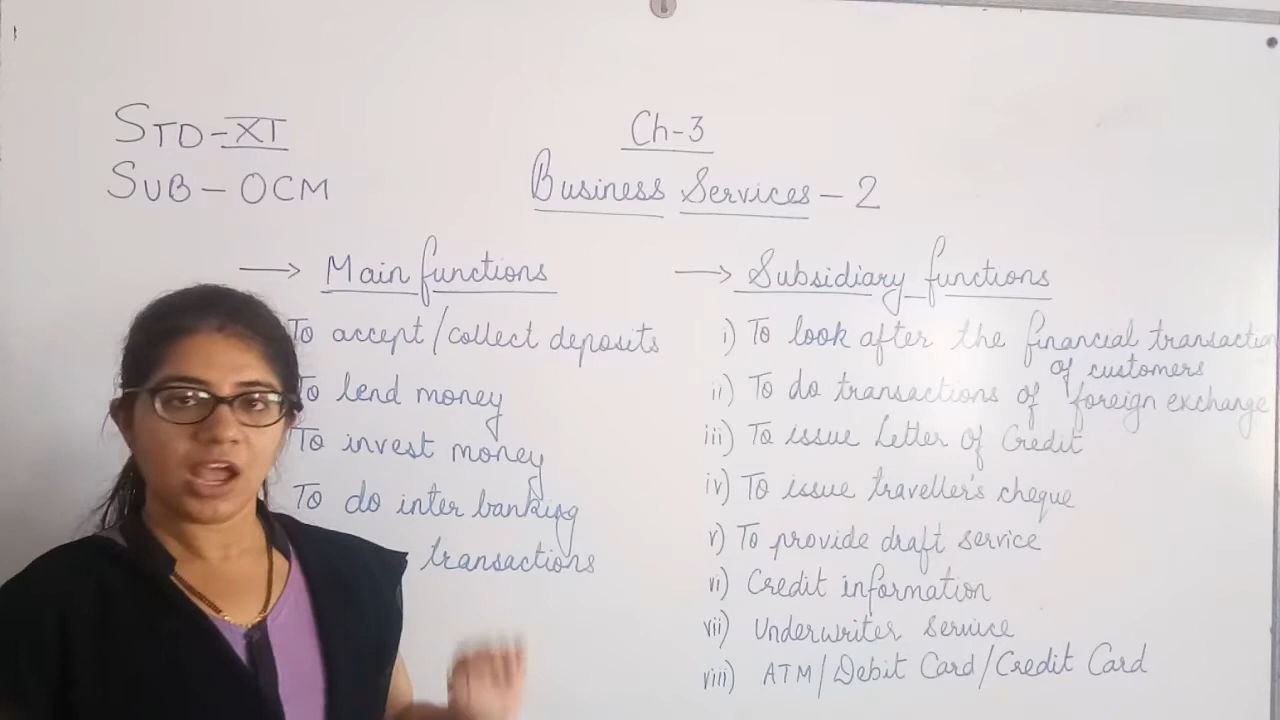 STD-XI
SUB-OCM
Ch-3
Business Services-2
→ Main functions
To accept/collect deposits
To lend money
To invest money
To do inter banking
transactions
→ Subsidiary functions
i) To look after the financial transaction
of customers
ii) To do transactions of foreign exchange
iii) To issue Letter of Credit
iv) To issue traveller's cheque
v) To provide draft service
vi) Credit information
vii) Underwriter service
viii) ATM/Debit Card/Credit Card